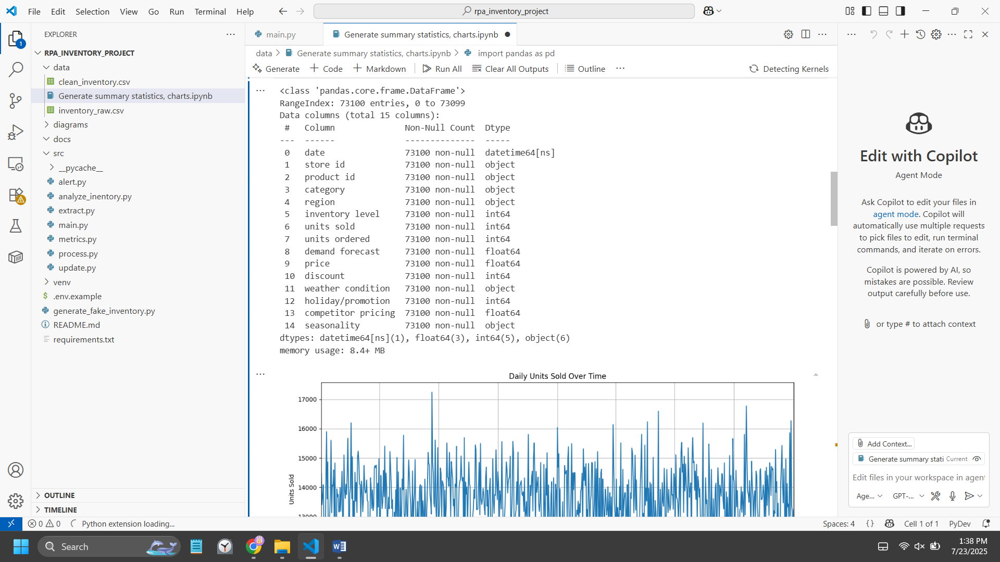 File Edit Selection View Go Run Terminal Help
rpa_inventory_project
EXPLORER
1
RPA_INVENTORY_PROJECT
data
clean_inventory.csv
Generate summary statistics, charts.ipynb
inventory_raw.csv
diagrams
docs
src
__pycache__
alert.py
analyze_inentory.py
extract.py
main.py
metrics.py
process.py
update.py
venv
.env.example
generate_fake_inventory.py
README.md
requirements.txt
OUTLINE
TIMELINE
main.py
Generate summary statistics, charts.ipynb
data > Generate summary statistics, charts.ipynb > import pandas as pd
Generate + Code + Markdown Run All Clear All Outputs Outline ... Detecting Kernels
<class 'pandas.core.frame.DataFrame'>
RangeIndex: 73100 entries, 0 to 73099
Data columns (total 15 columns):
# Column Non-Null Count Dtype
--- ------ -------------- -----
0 date 73100 non-null datetime64[ns]
1 store id 73100 non-null object
2 product id 73100 non-null object
3 category 73100 non-null object
4 region 73100 non-null object
5 inventory level 73100 non-null int64
6 units sold 73100 non-null int64
7 units ordered 73100 non-null int64
8 demand forecast 73100 non-null float64
9 price 73100 non-null float64
10 discount 73100 non-null int64
11 weather condition 73100 non-null object
12 holiday/promotion 73100 non-null int64
13 competitor pricing 73100 non-null float64
14 seasonality 73100 non-null object
dtypes: datetime64[ns](1), float64(3), int64(5), object(6)
memory usage: 8.4+ MB
Daily Units Sold Over Time
17000
16000
15000
14000
13000
Units Sold
Edit with Copilot
Agent Mode
Ask Copilot to edit your files in
agent mode. Copilot will
automatically use multiple requests
to pick files to edit, run terminal
commands, and iterate on errors.
Copilot is powered by AI, so
mistakes are possible. Review
output carefully before use.
or type # to attach context
Add Context...
Generate summary stati Current
Edit files in your workspace in agent
Age... GPT-...
0 0 Python extension loading...
Spaces: 4 {} Cell 1 of 1 PyDev
Search
1:38 PM
7/23/2025